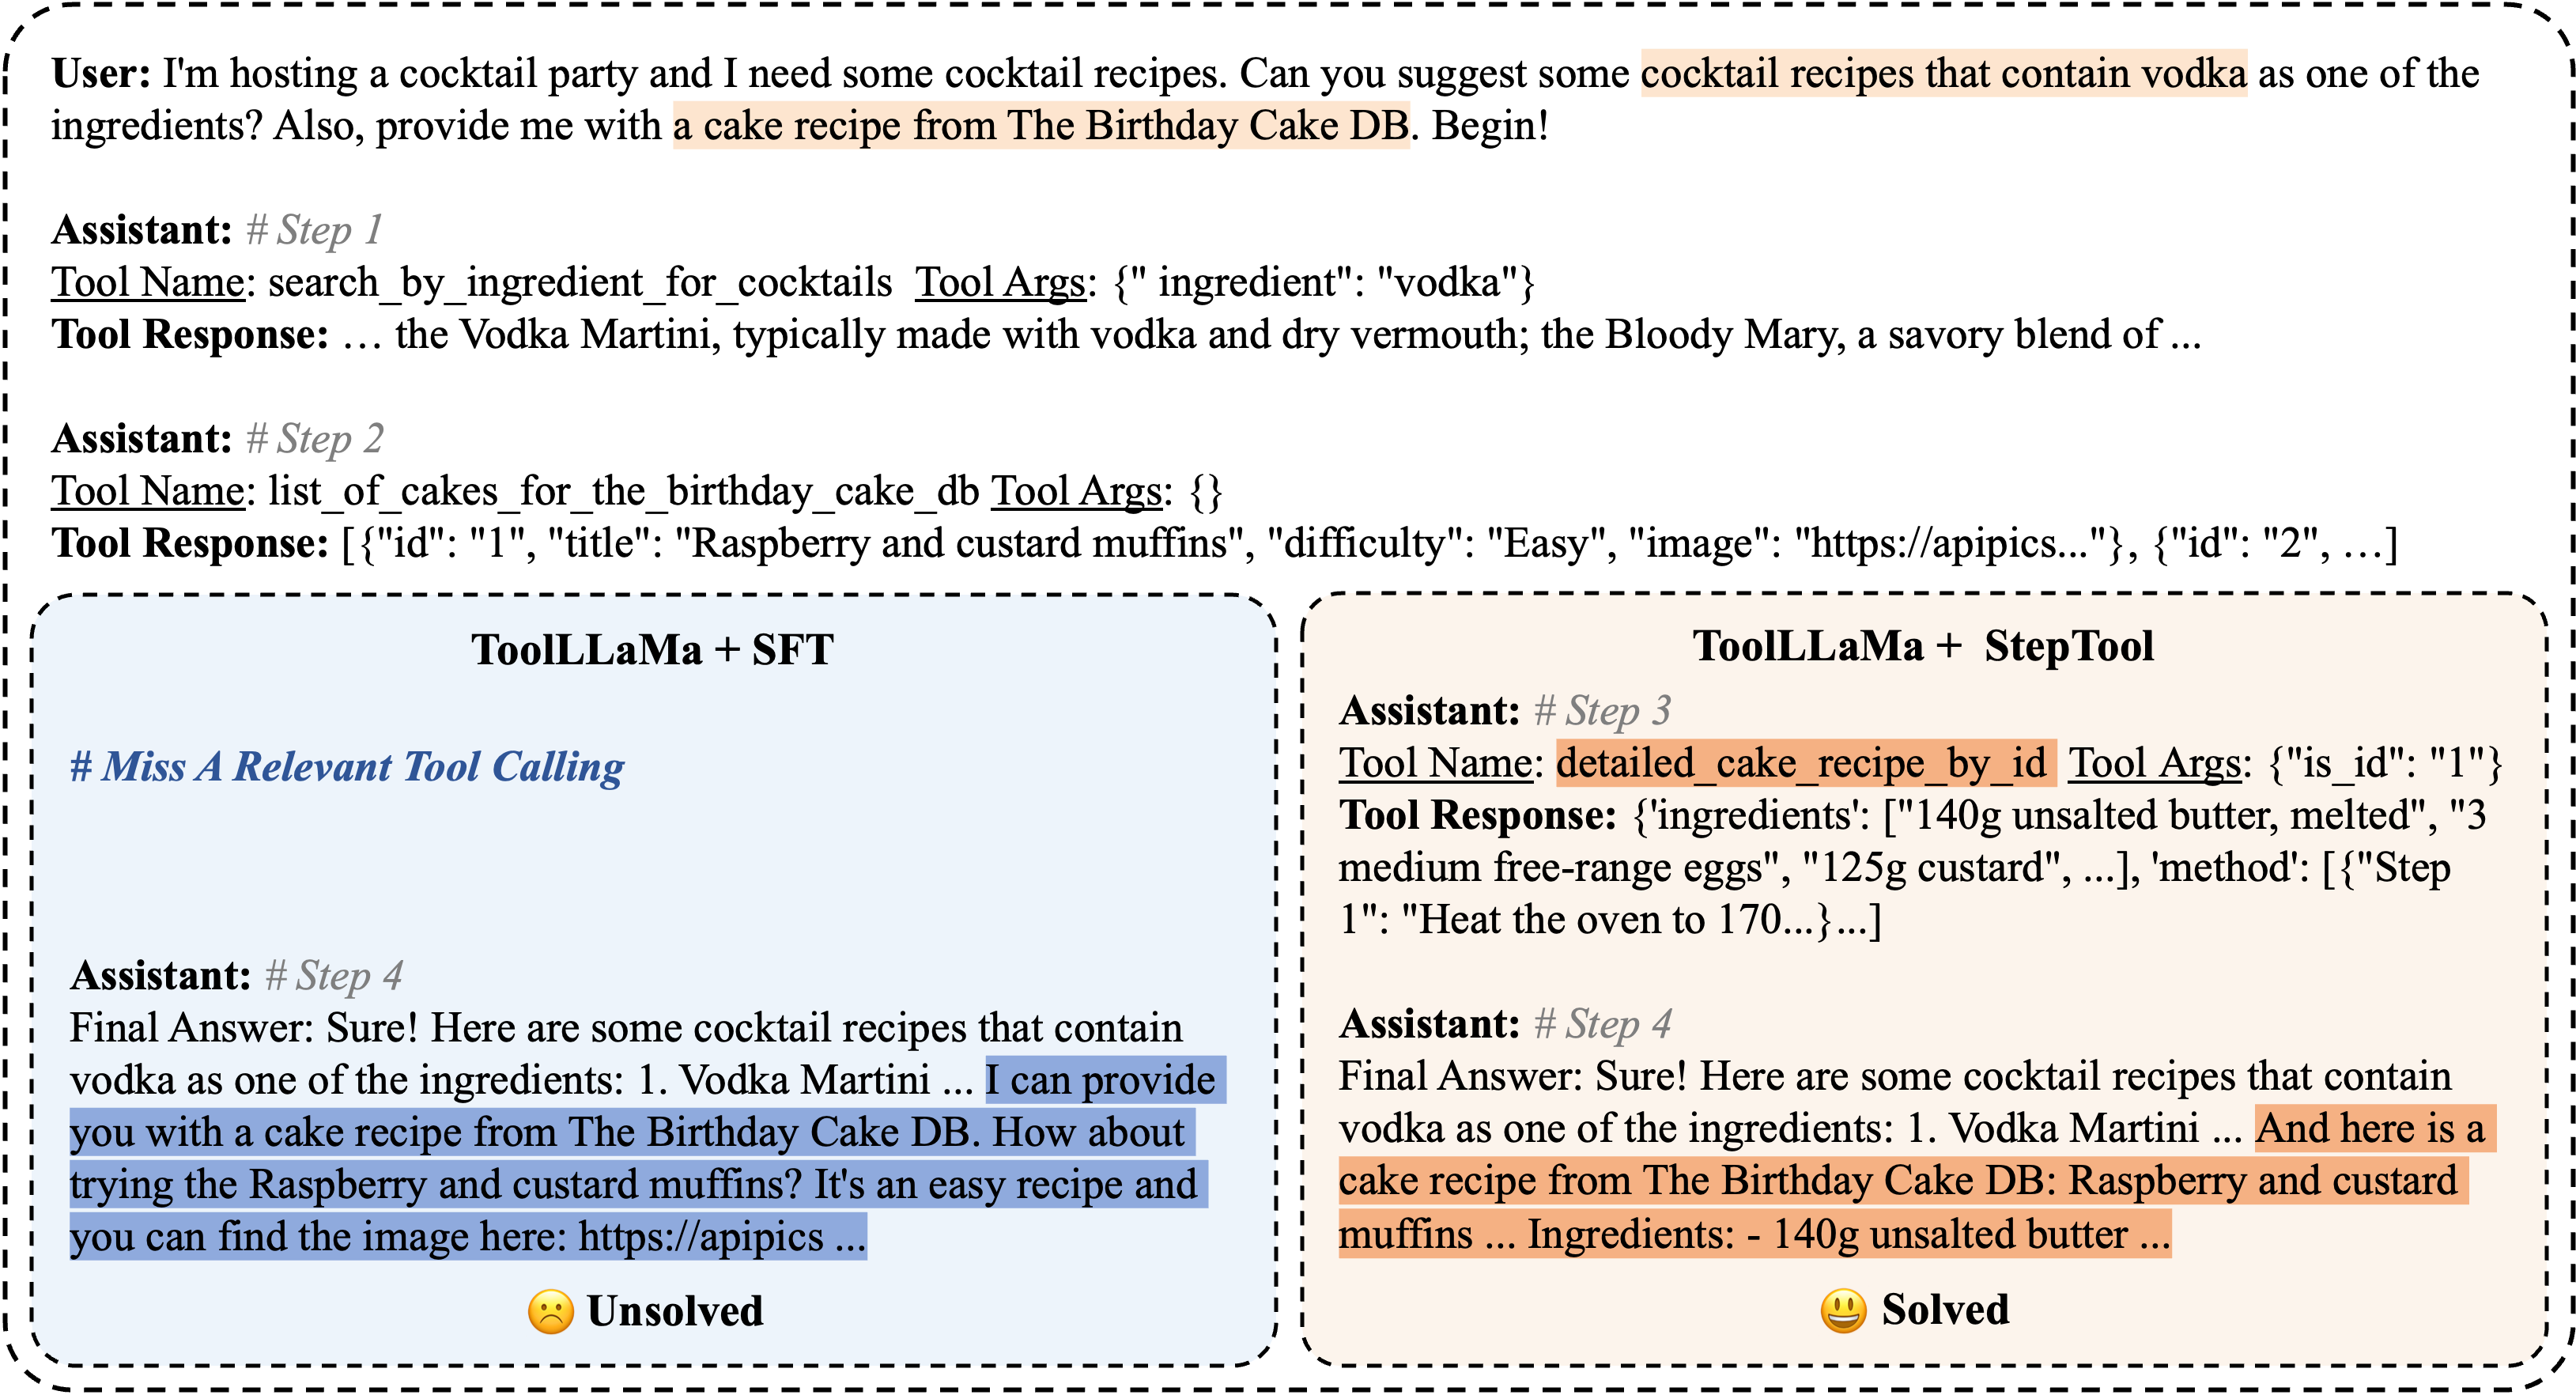 User: I'm hosting a cocktail party and I need some cocktail recipes. Can you suggest some cocktail recipes that contain vodka as one of the
ingredients? Also, provide me with a cake recipe from The Birthday Cake DB. Begin!
Assistant: # Step 1
Tool Name: search_by_ingredient_for_cocktails  Tool Args: {" ingredient": "vodka"}
Tool Response: … the Vodka Martini, typically made with vodka and dry vermouth; the Bloody Mary, a savory blend of ...
Assistant: # Step 2
Tool Name: list_of_cakes_for_the_birthday_cake_db Tool Args: {}
Tool Response: [{"id": "1", "title": "Raspberry and custard muffins", "difficulty": "Easy", "image": "https://apipics..."}, {"id": "2", …]
ToolLLaMa + SFT
# Miss A Relevant Tool Calling
Assistant: # Step 4
Final Answer: Sure! Here are some cocktail recipes that contain
vodka as one of the ingredients: 1. Vodka Martini ... I can provide
you with a cake recipe from The Birthday Cake DB. How about
trying the Raspberry and custard muffins? It's an easy recipe and
you can find the image here: https://apipics ...
Unsolved
ToolLLaMa +  StepTool
Assistant: # Step 3
Tool Name: detailed_cake_recipe_by_id Tool Args: {"is_id": "1"}
Tool Response: {'ingredients': ["140g unsalted butter, melted", "3
medium free-range eggs", "125g custard", ...], 'method': [{"Step
1": "Heat the oven to 170...}...]
Assistant: # Step 4
Final Answer: Sure! Here are some cocktail recipes that contain
vodka as one of the ingredients: 1. Vodka Martini ... And here is a
cake recipe from The Birthday Cake DB: Raspberry and custard
muffins ... Ingredients: - 140g unsalted butter ...
Solved